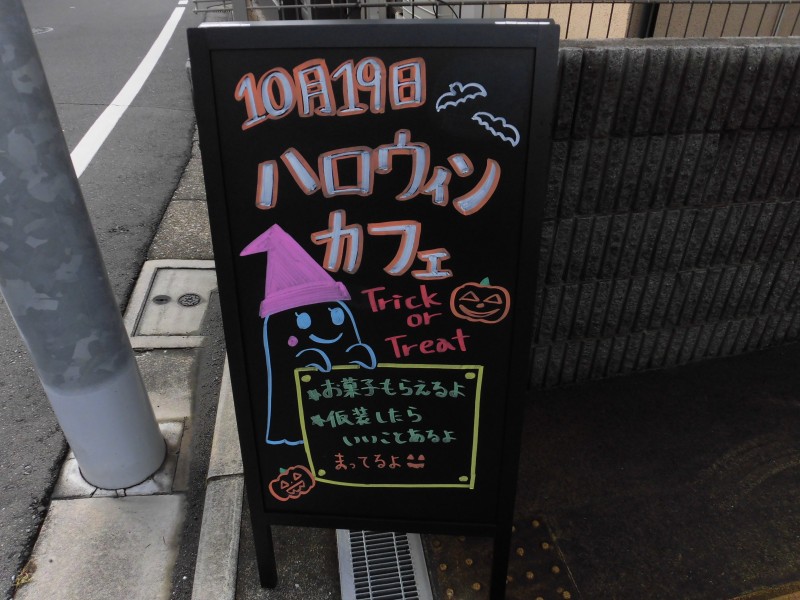 10月19日
ハロウィン
カフェ
Trick
or
Treat
*お菓子もらえるよ
*仮装したら
いいことあるよ
まってるよ